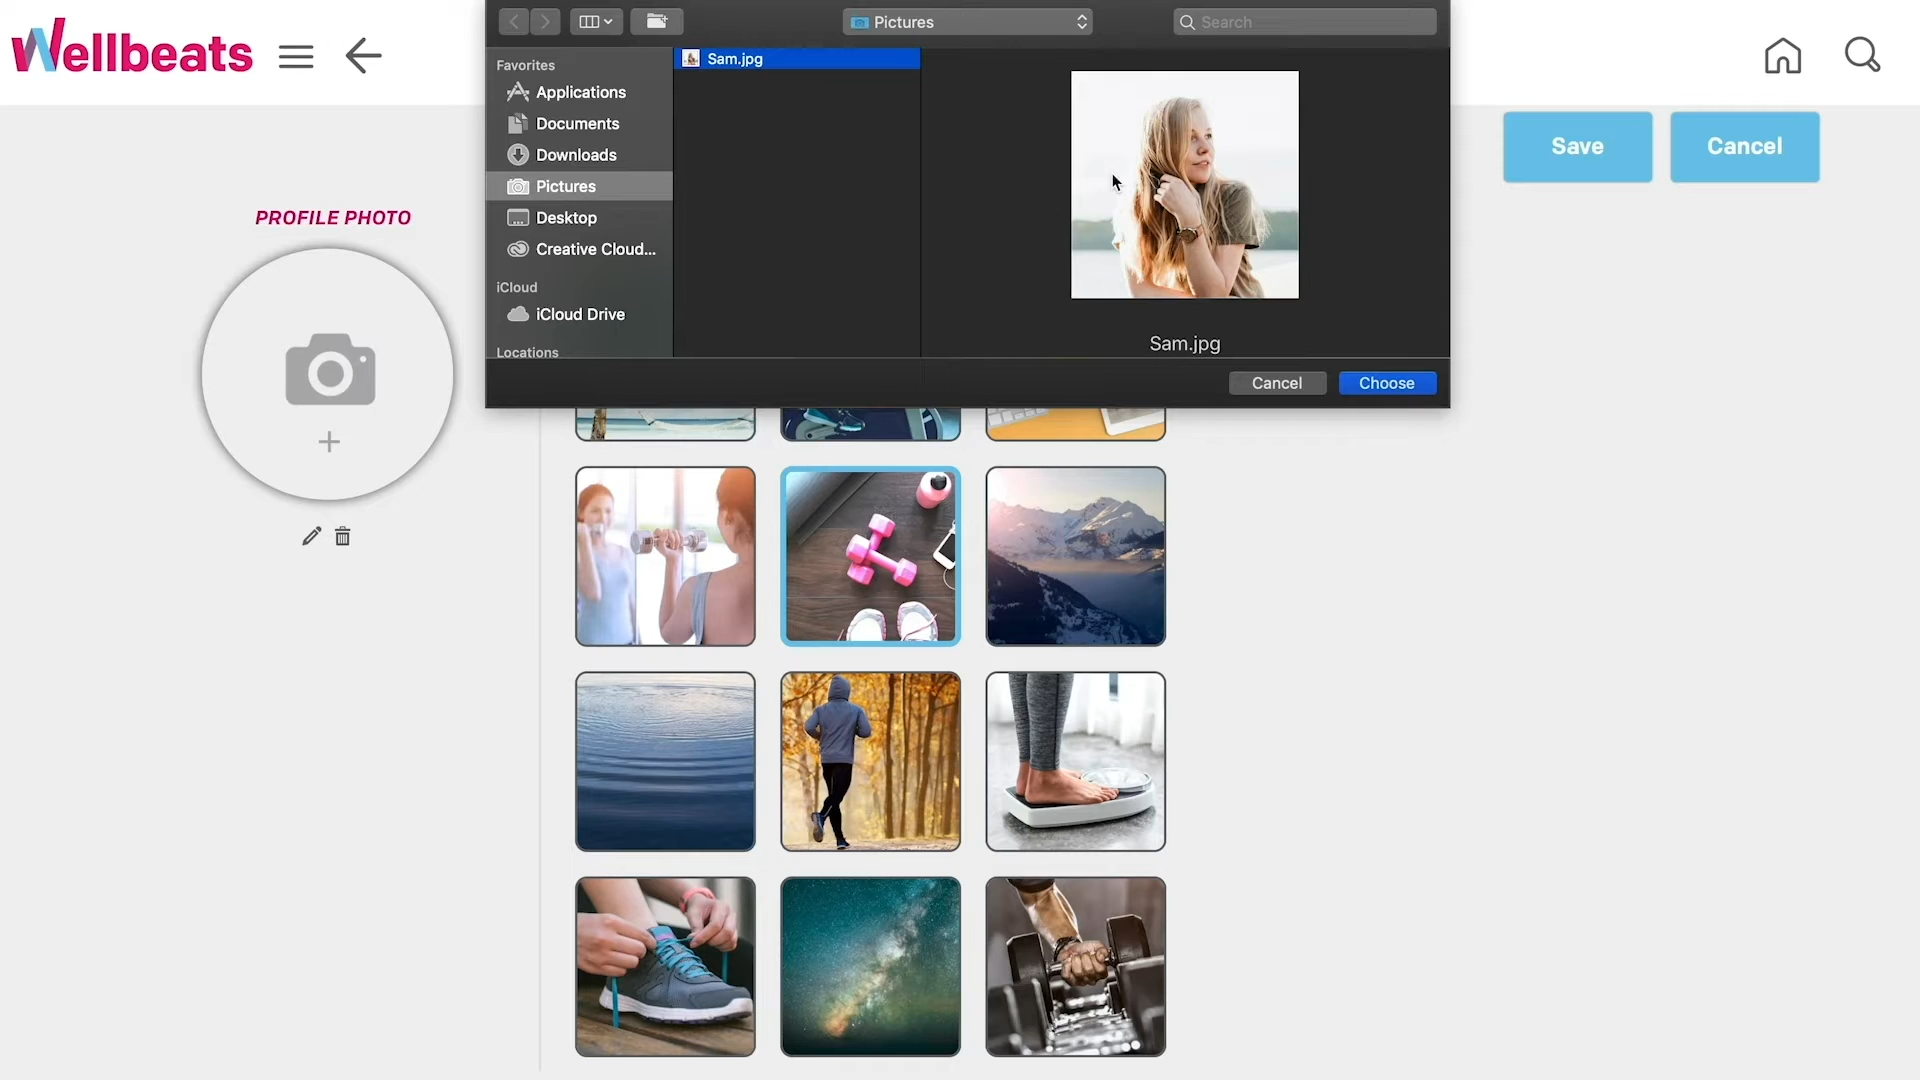 Wellbeats
Pictures
Search
Favorites
Applications
Documents
Downloads
Pictures
Desktop
Creative Cloud...
iCloud
iCloud Drive
Locations
Sam.jpg
Sam.jpg
Cancel
Choose
Save
Cancel
PROFILE PHOTO